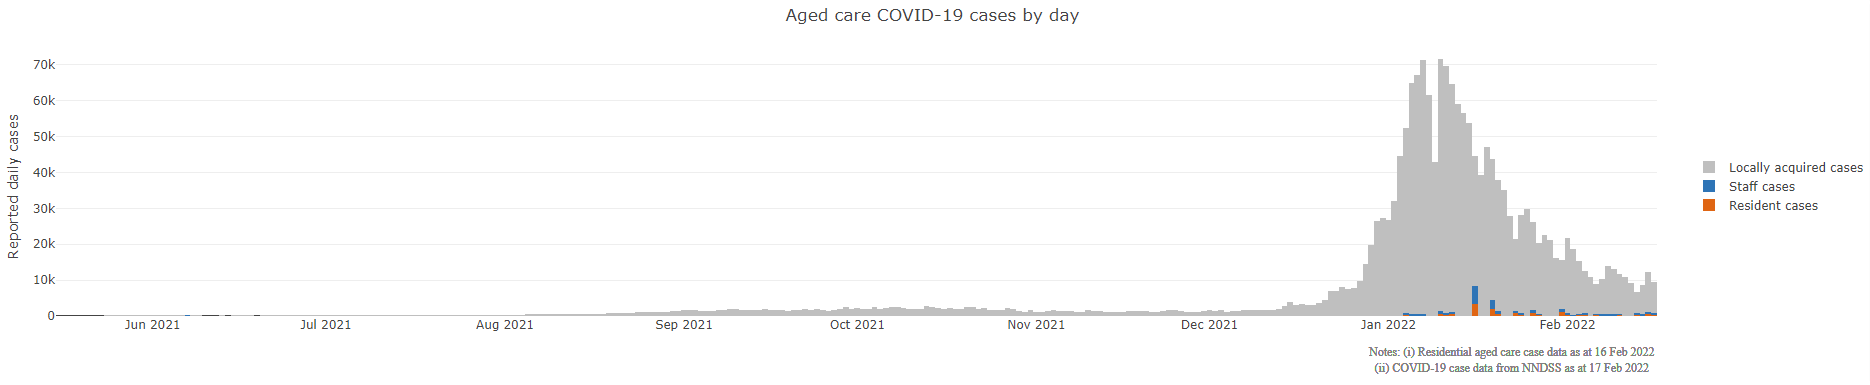 Aged care COVID-19 cases by day
Reported daily cases
70k
60k
50k
40k
30k
20k
10k
0
Jun 2021
Jul 2021
Aug 2021
Sep 2021
Oct 2021
Nov 2021
Dec 2021
Jan 2022
Feb 2022
Locally acquired cases
Staff cases
Resident cases
Notes: (i) Residential aged care case data as at 16 Feb 2022
(ii) COVID-19 case data from NNDSS as at 17 Feb 2022